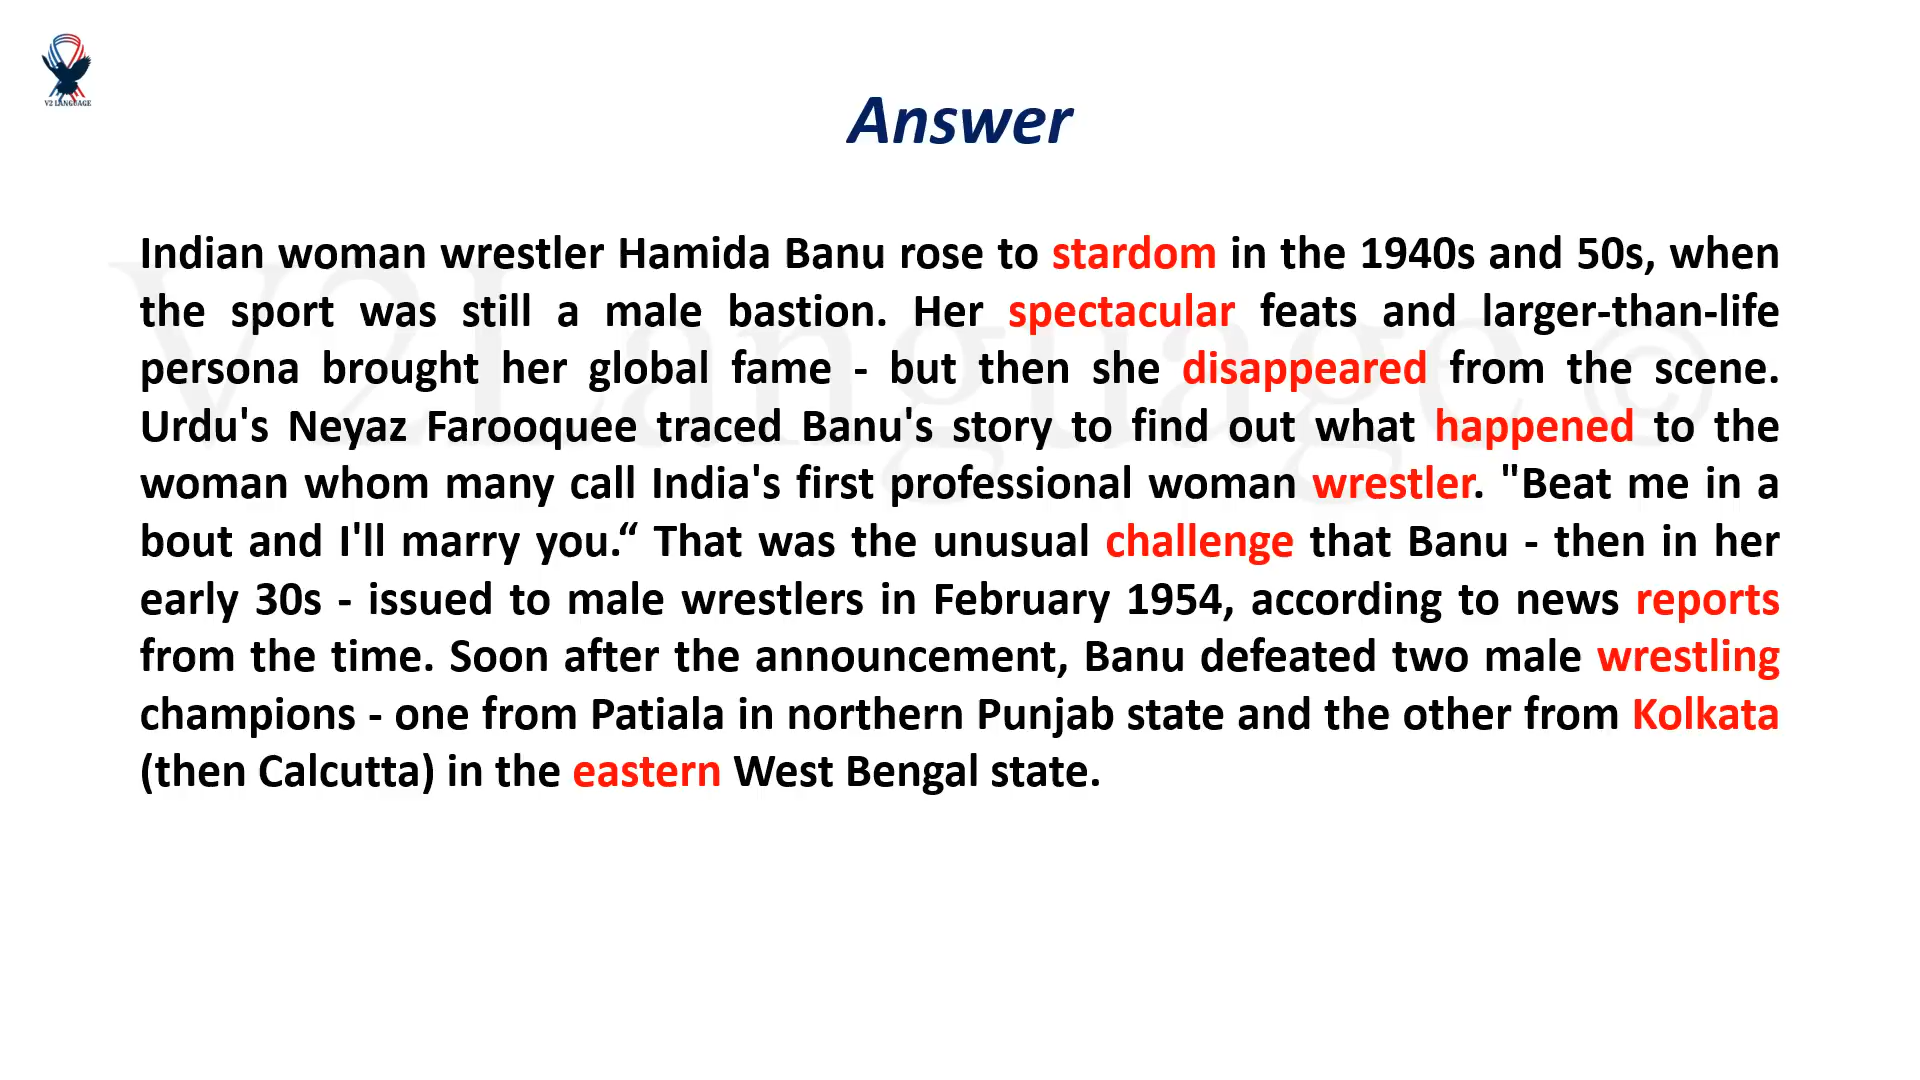 V2 LANGUAGE
Answer
Indian woman wrestler Hamida Banu rose to stardom in the 1940s and 50s, when
the sport was still a male bastion. Her spectacular feats and larger-than-life
persona brought her global fame - but then she disappeared from the scene.
Urdu's Neyaz Farooquee traced Banu's story to find out what happened to the
woman whom many call India's first professional woman wrestler. "Beat me in a
bout and I'll marry you.“ That was the unusual challenge that Banu - then in her
early 30s - issued to male wrestlers in February 1954, according to news reports
from the time. Soon after the announcement, Banu defeated two male wrestling
champions - one from Patiala in northern Punjab state and the other from Kolkata
(then Calcutta) in the eastern West Bengal state.
V2Language ©